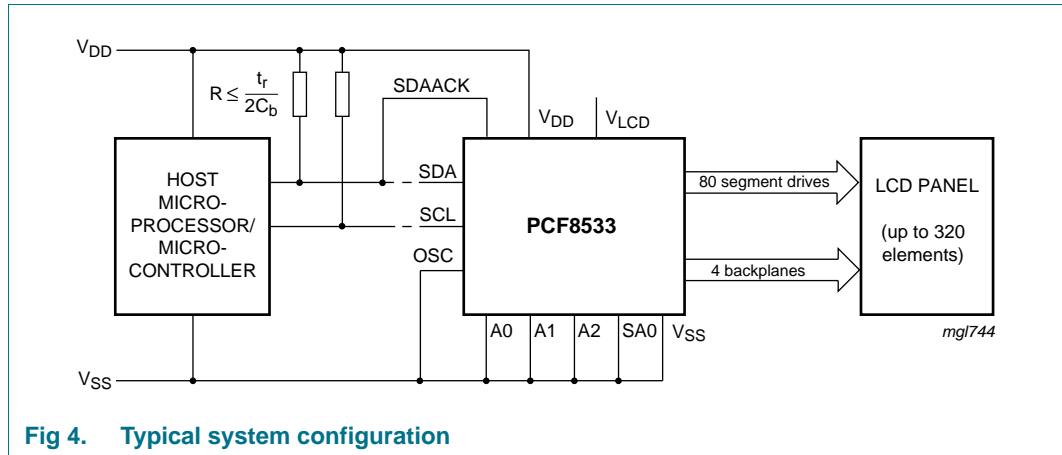 VDD
R ≤ tr
2Cb
SDAACK
VDD
VLCD
HOST
MICRO-
PROCESSOR/
MICRO-
CONTROLLER
SDA
SCL
OSC
PCF8533
80 segment drives
4 backplanes
LCD PANEL
(up to 320
elements)
A0
A1
A2
SA0
VSS
mgl744
VSS
Fig 4. Typical system configuration